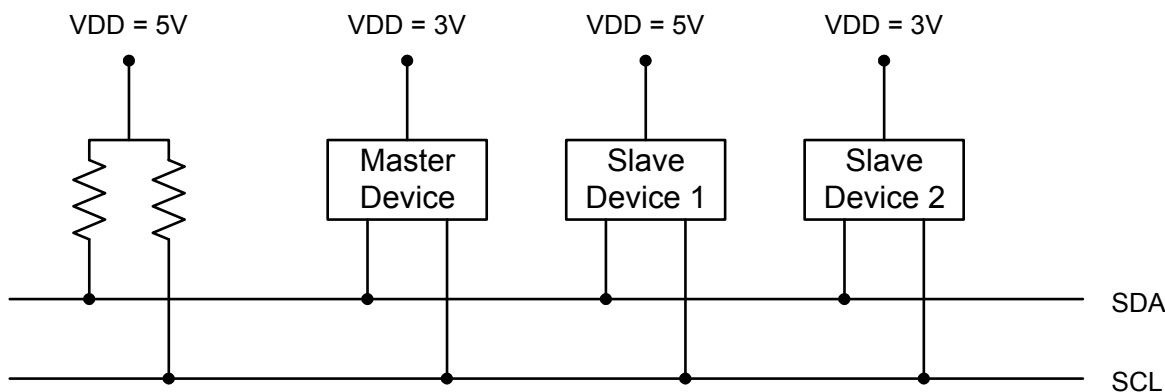 VDD = 5V
VDD = 3V
VDD = 5V
VDD = 3V
Master
Device
Slave
Device 1
Slave
Device 2
SDA
SCL